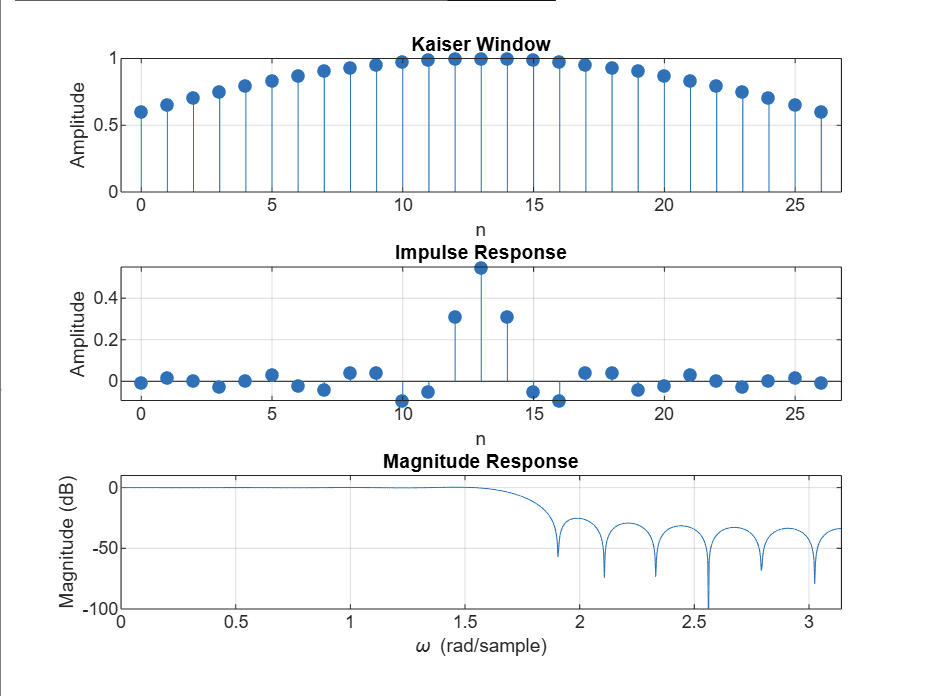 Kaiser Window
Amplitude
1
0.5
0
0 5 10 15 20 25
n
Impulse Response
Amplitude
0.4
0.2
0
0 5 10 15 20 25
n
Magnitude Response
Magnitude (dB)
0
-50
-100
0 0.5 1 1.5 2 2.5 3
ω (rad/sample)